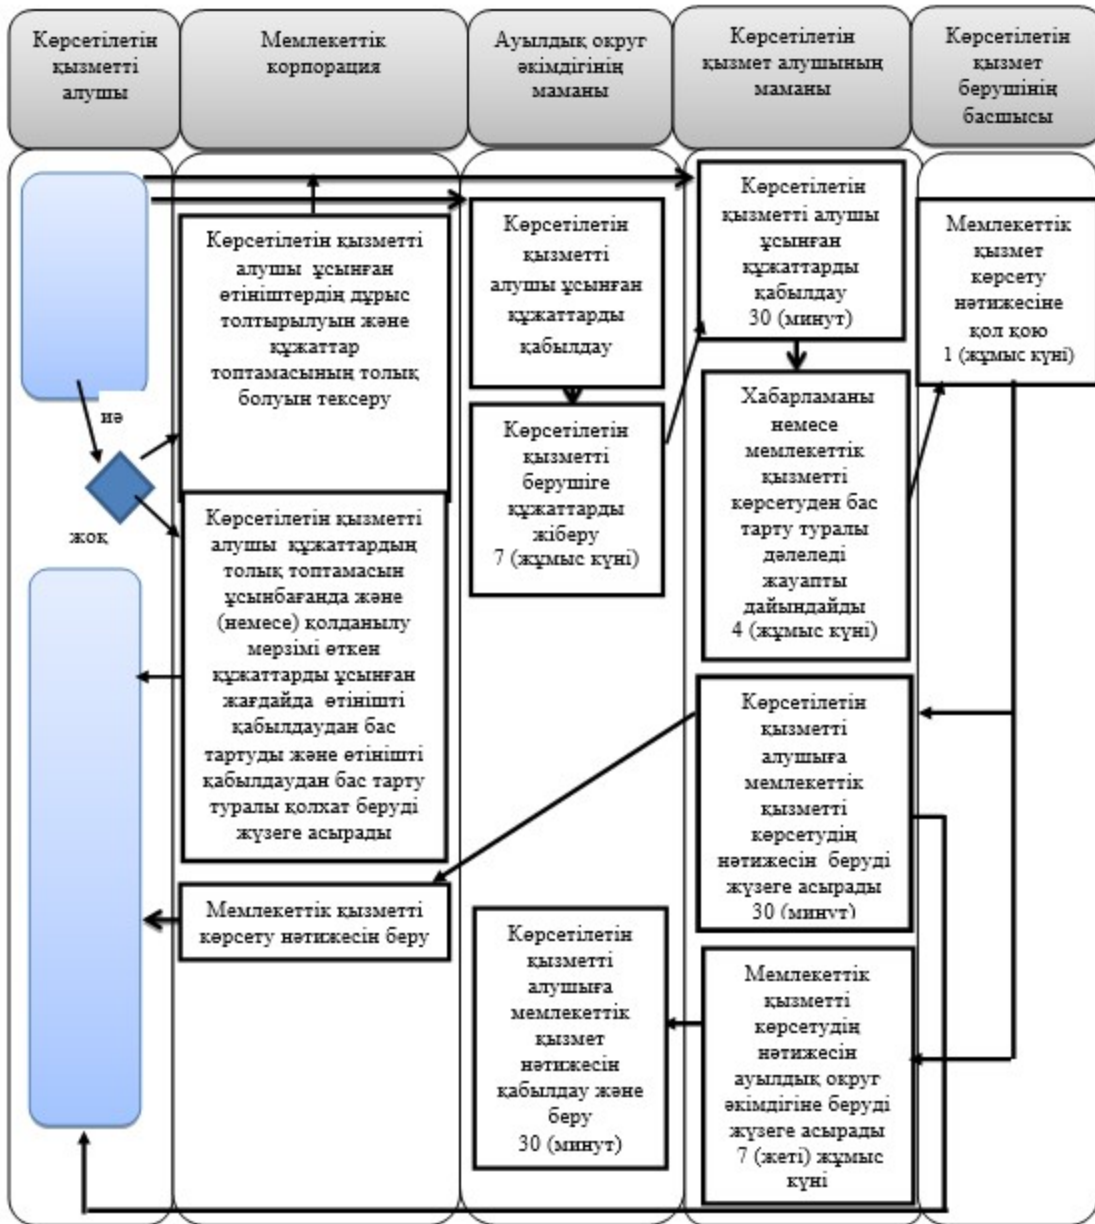 Көрсетілетін
қызметті
алушы
Мемлекеттік
корпорация
Ауылдық округ
әкімдігінің
маманы
Көрсетілетін
қызмет алушының
маманы
Көрсетілетін
қызмет
берушінің
басшысы
иә
жоқ
Көрсетілетін қызметті
алушы ұсынған
өтініштердің дұрыс
толтырылуын және
құжаттар
топтамасының толық
болуын тексеру
Көрсетілетін қызметті
алушы құжаттардың
толық топтамасын
ұсынбағанда және
(немесе) қолданылу
мерзімі өткен
құжаттарды ұсынған
жағдайда өтінішті
қабылдаудан бас
тартуды және өтінішті
қабылдаудан бас тарту
туралы қолхат беруді
жүзеге асырады
Мемлекеттік қызметті
көрсету нәтижесін беру
Көрсетілетін
қызметті
алушы ұсынған
құжаттарды
қабылдау
Көрсетілетін
қызметті
берушіге
құжаттарды
жіберу
7 (жұмыс күні)
Көрсетілетін
қызметті
алушыға
мемлекеттік
қызмет
нәтижесін
қабылдау және
беру
30 (минут)
Көрсетілетін
қызметті алушы
ұсынған
құжаттарды
қабылдау
30 (минут)
Хабарламаны
немесе
мемлекеттік
қызметті
көрсетуден бас
тарту туралы
дәлеледі
жауапты
дайындайды
4 (жұмыс күні)
Көрсетілетін
қызметті
алушыға
мемлекеттік
қызметті
көрсетудің
нәтижесін беруді
жүзеге асырады
30 (минут)
Мемлекеттік
қызметті
көрсетудің
нәтижесін
ауылдық округ
әкімдігіне беруді
жүзеге асырады
7 (жеті) жұмыс
күні
Мемлекеттік
қызмет
көрсету
нәтижесіне
қол қою
1 (жұмыс күні)